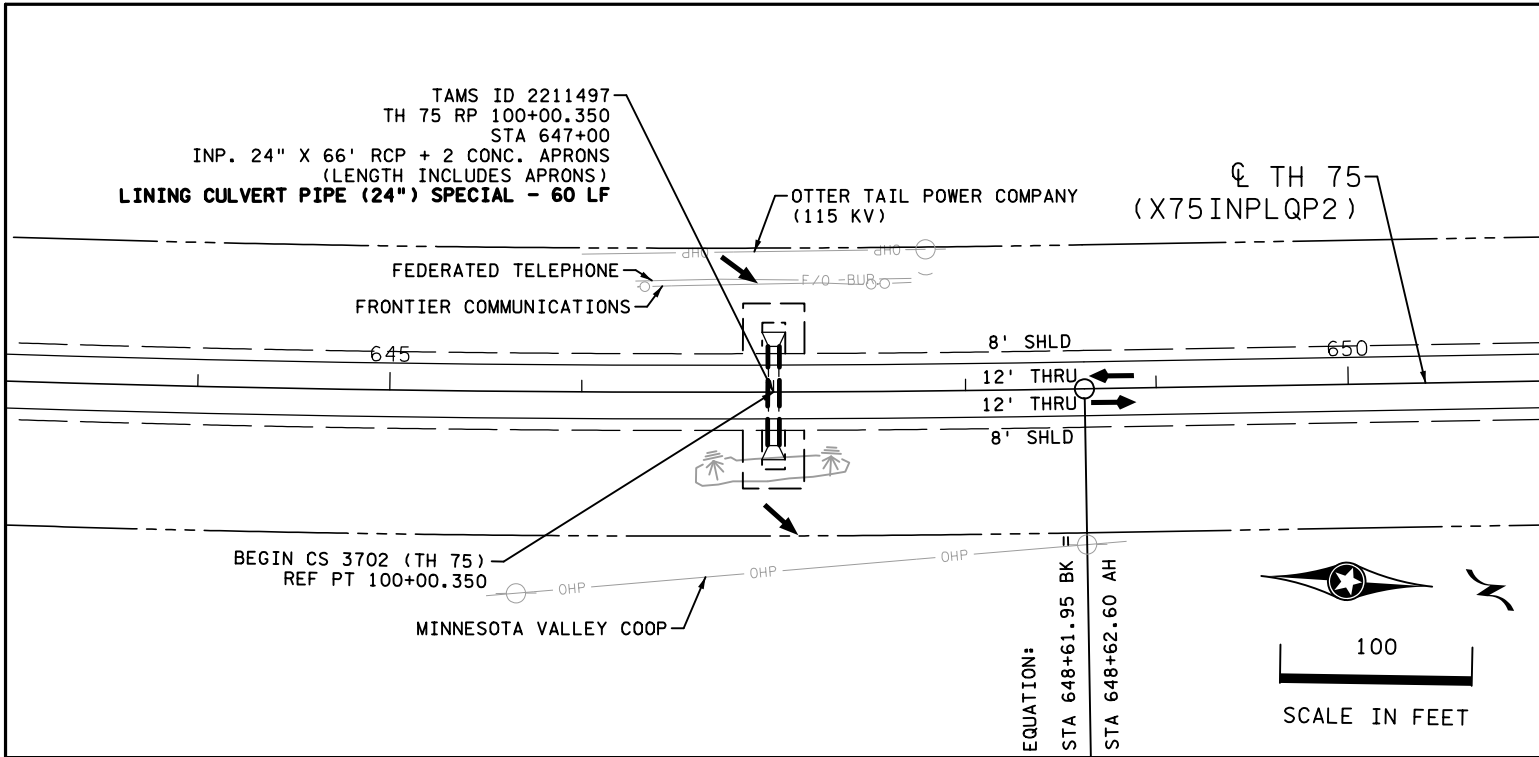 TAMS ID 2211497
TH 75 RP 100+00.350
STA 647+00
INP. 24" X 66' RCP + 2 CONC. APRONS
(LENGTH INCLUDES APRONS)
LINING CULVERT PIPE (24") SPECIAL - 60 LF
OTTER TAIL POWER COMPANY
(115 KV)
℄ TH 75
(X75INPLQP2)
OHP
OHP
FEDERATED TELEPHONE
F/O -BUR-
FRONTIER COMMUNICATIONS
645
8' SHLD
650
12' THRU
12' THRU
8' SHLD
BEGIN CS 3702 (TH 75)
REF PT 100+00.350
OHP
OHP
OHP
MINNESOTA VALLEY COOP
EQUATION:
STA 648+61.95 BK =
STA 648+62.60 AH
N
100
SCALE IN FEET